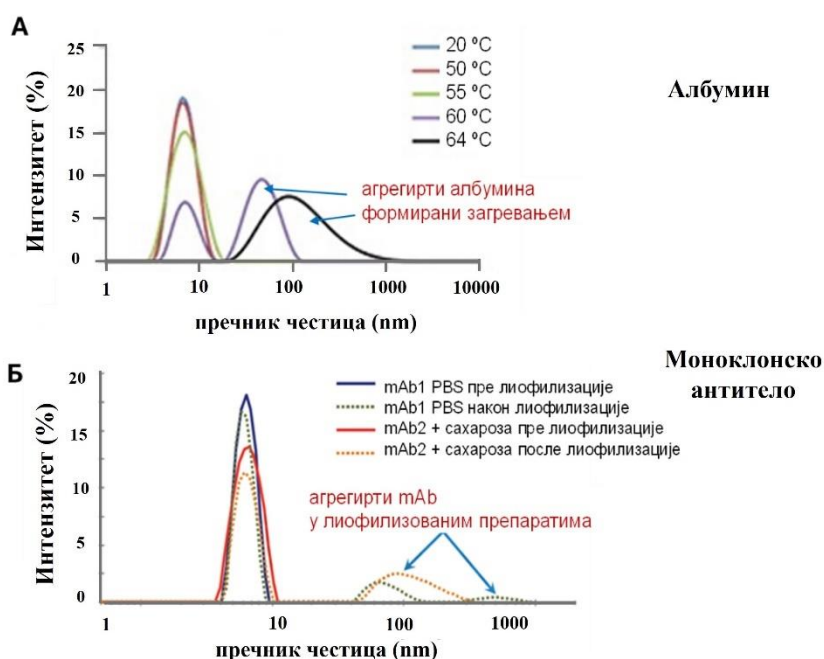 А
25
20
15
10
5
0
Интензитет (%)
20 ºC
50 ºC
55 ºC
60 ºC
64 ºC
Албумин
агрегирти албумина
формирани загревањем
1 10 100 1000 10000
пречник честица (nm)
Б
20
15
10
5
0
Интензитет (%)
Моноклонско
антитело
mAb1 PBS пре лиофилизације
mAb1 PBS након лиофилизације
mAb2 + сахароза пре лиофилизације
mAb2 + сахароза после лиофилизације
агрегирти mAb
у лиофилизованим препаратима
1 10 100 1000
пречник честица (nm)